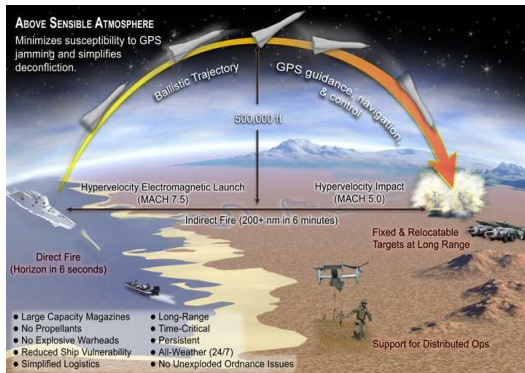 ABOVE SENSIBLE ATMOSPHERE
Minimizes susceptibility to GPS
jamming and simplifies
deconfliction.
Ballistic Trajectory
GPS guidance, navigation,
& control
500,000 ft
Hypervelocity Electromagnetic Launch
(MACH 7.5)
Hypervelocity Impact
(MACH 5.0)
Indirect Fire (200+ nm in 6 minutes)
Direct Fire
(Horizon in 6 seconds)
Fixed & Relocatable
Targets at Long Range
• Large Capacity Magazines
• No Propellants
• No Explosive Warheads
• Reduced Ship Vulnerability
• Simplified Logistics
• Long-Range
• Time-Critical
• Persistent
• All-Weather (24/7)
• No Unexploded Ordnance Issues
Support for Distributed Ops